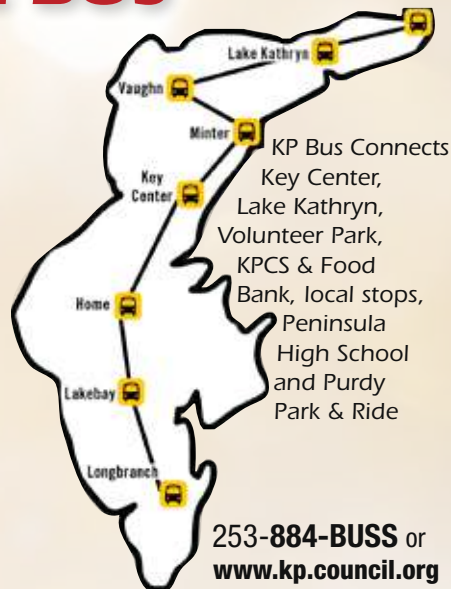 BUS
Lake Kathryn
Vaughn
Minter
Key
Center
Home
Lakebay
Longbranch
KP Bus Connects
Key Center,
Lake Kathryn,
Volunteer Park,
KPCS & Food
Bank, local stops,
Peninsula
High School
and Purdy
Park & Ride
253-884-BUSS or
www.kp.council.org